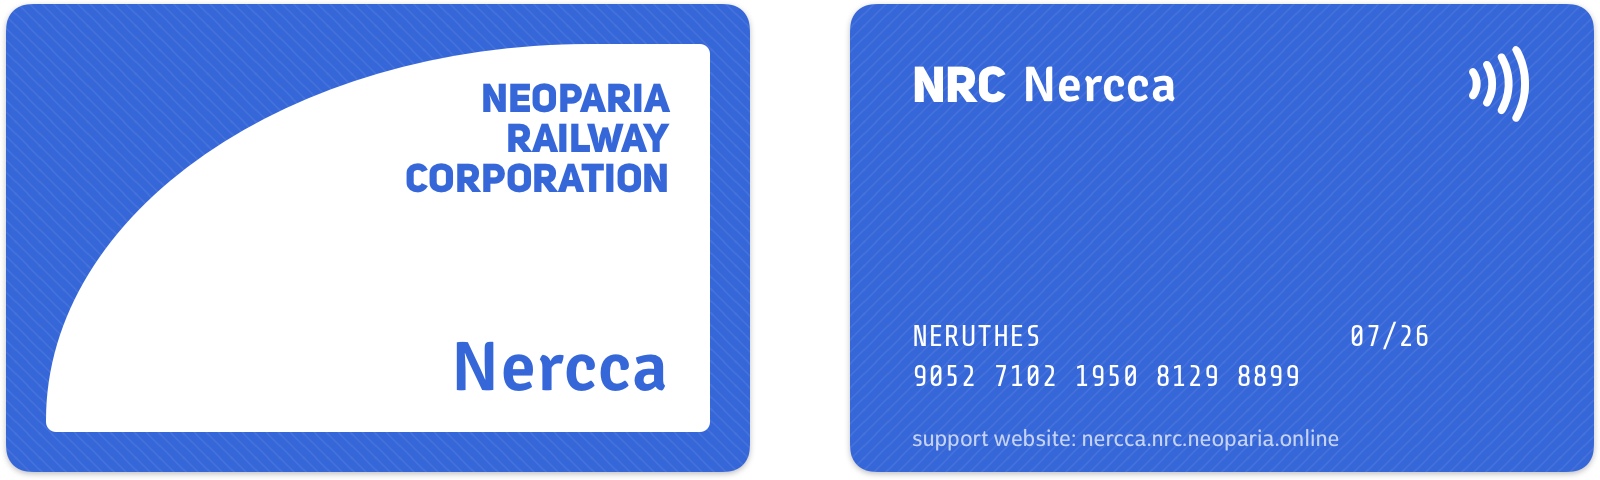 NEOPARIA
RAILWAY
CORPORATION
Nercca
NRC Nercca
NERUTHES 07/26
9052 7102 1950 8129 8899
support website: nercca.nrc.neoparia.online